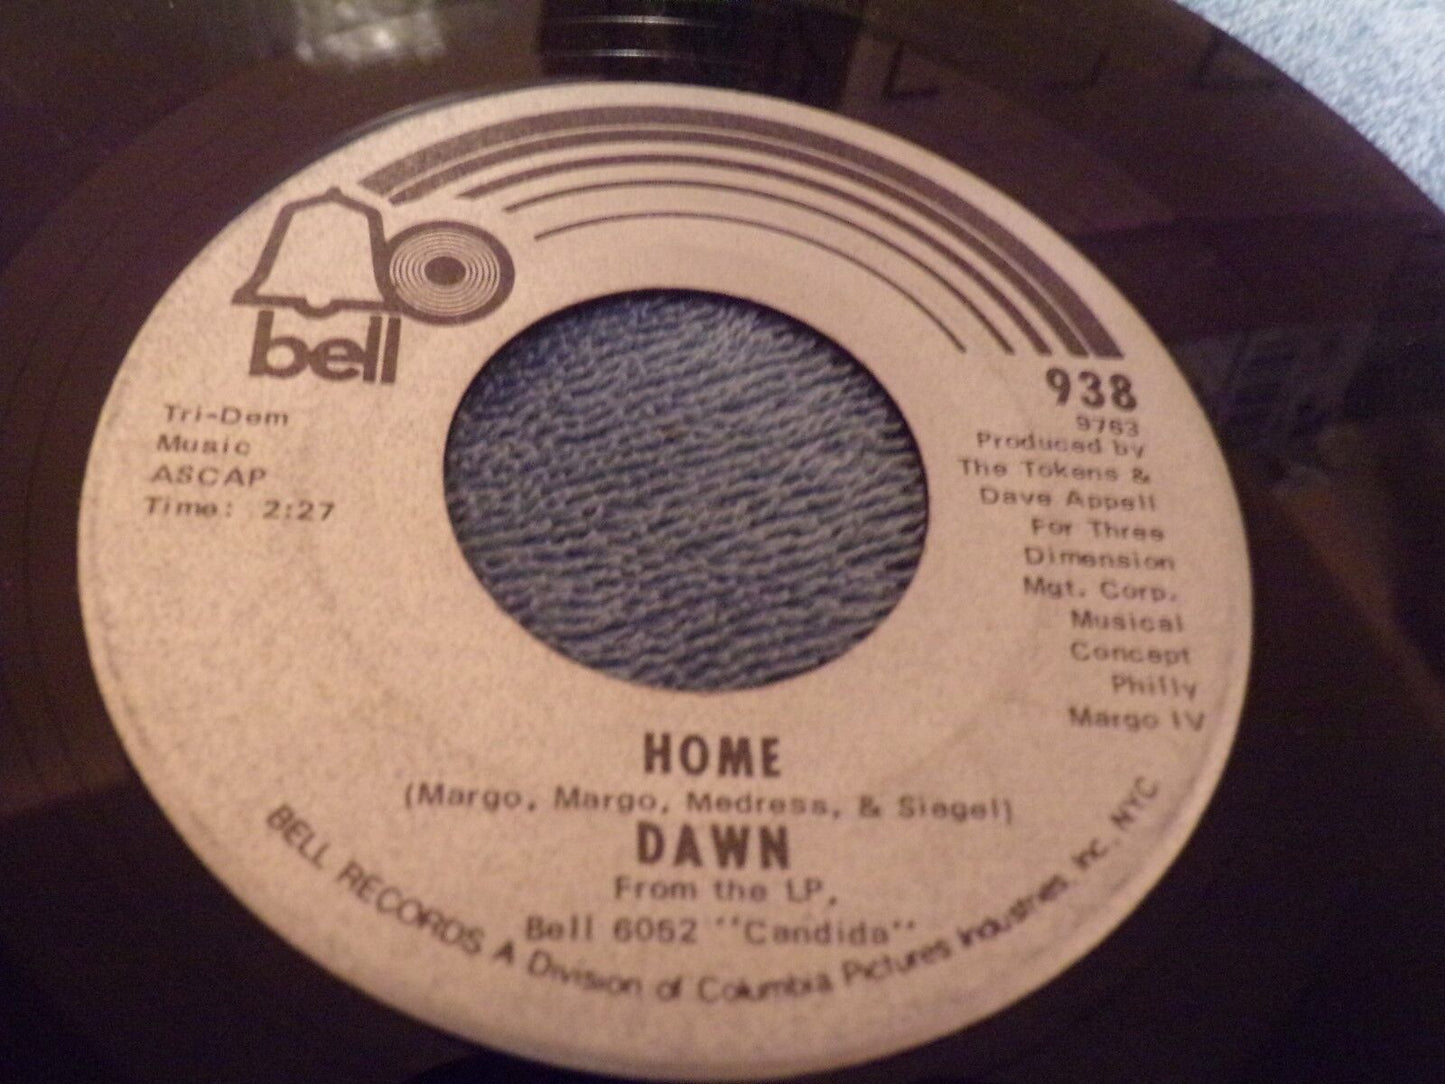 bell
938
9763
Tri-Dem
Music
ASCAP
Time: 2:27
Produced by
The Tokens &
Dave Appell
For Three
Dimension
Mgt. Corp.
Musical
Concept
Philly
Margo IV
HOME
(Margo, Margo, Medress, & Siegel)
DAWN
From the LP,
Bell 6052 "Candida"
BELL RECORDS A Division of Columbia Pictures Industries, Inc. NYC